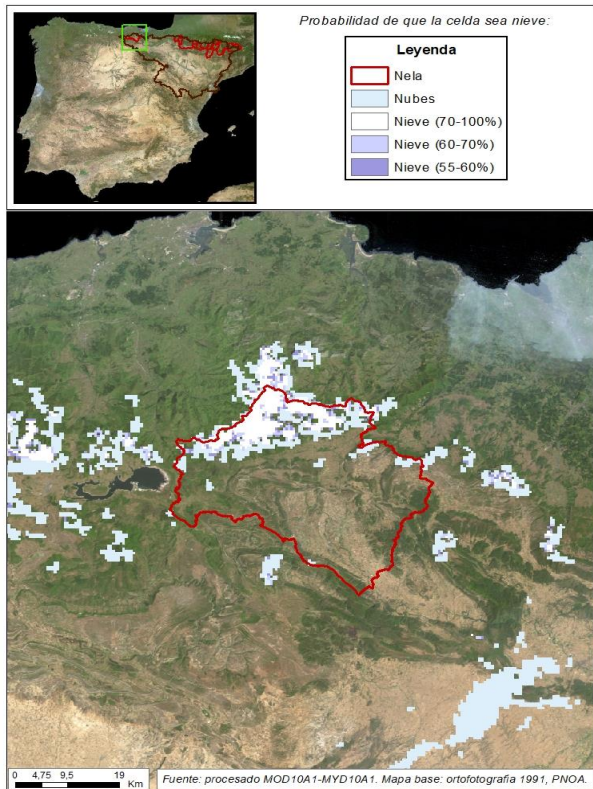 Probabilidad de que la celda sea nieve:
Leyenda
Nela
Nubes
Nieve (70-100%)
Nieve (60-70%)
Nieve (55-60%)
0 4,75 9,5 19
Km
Fuente: procesado MOD10A1-MYD10A1. Mapa base: ortofotografía 1991, PNOA.